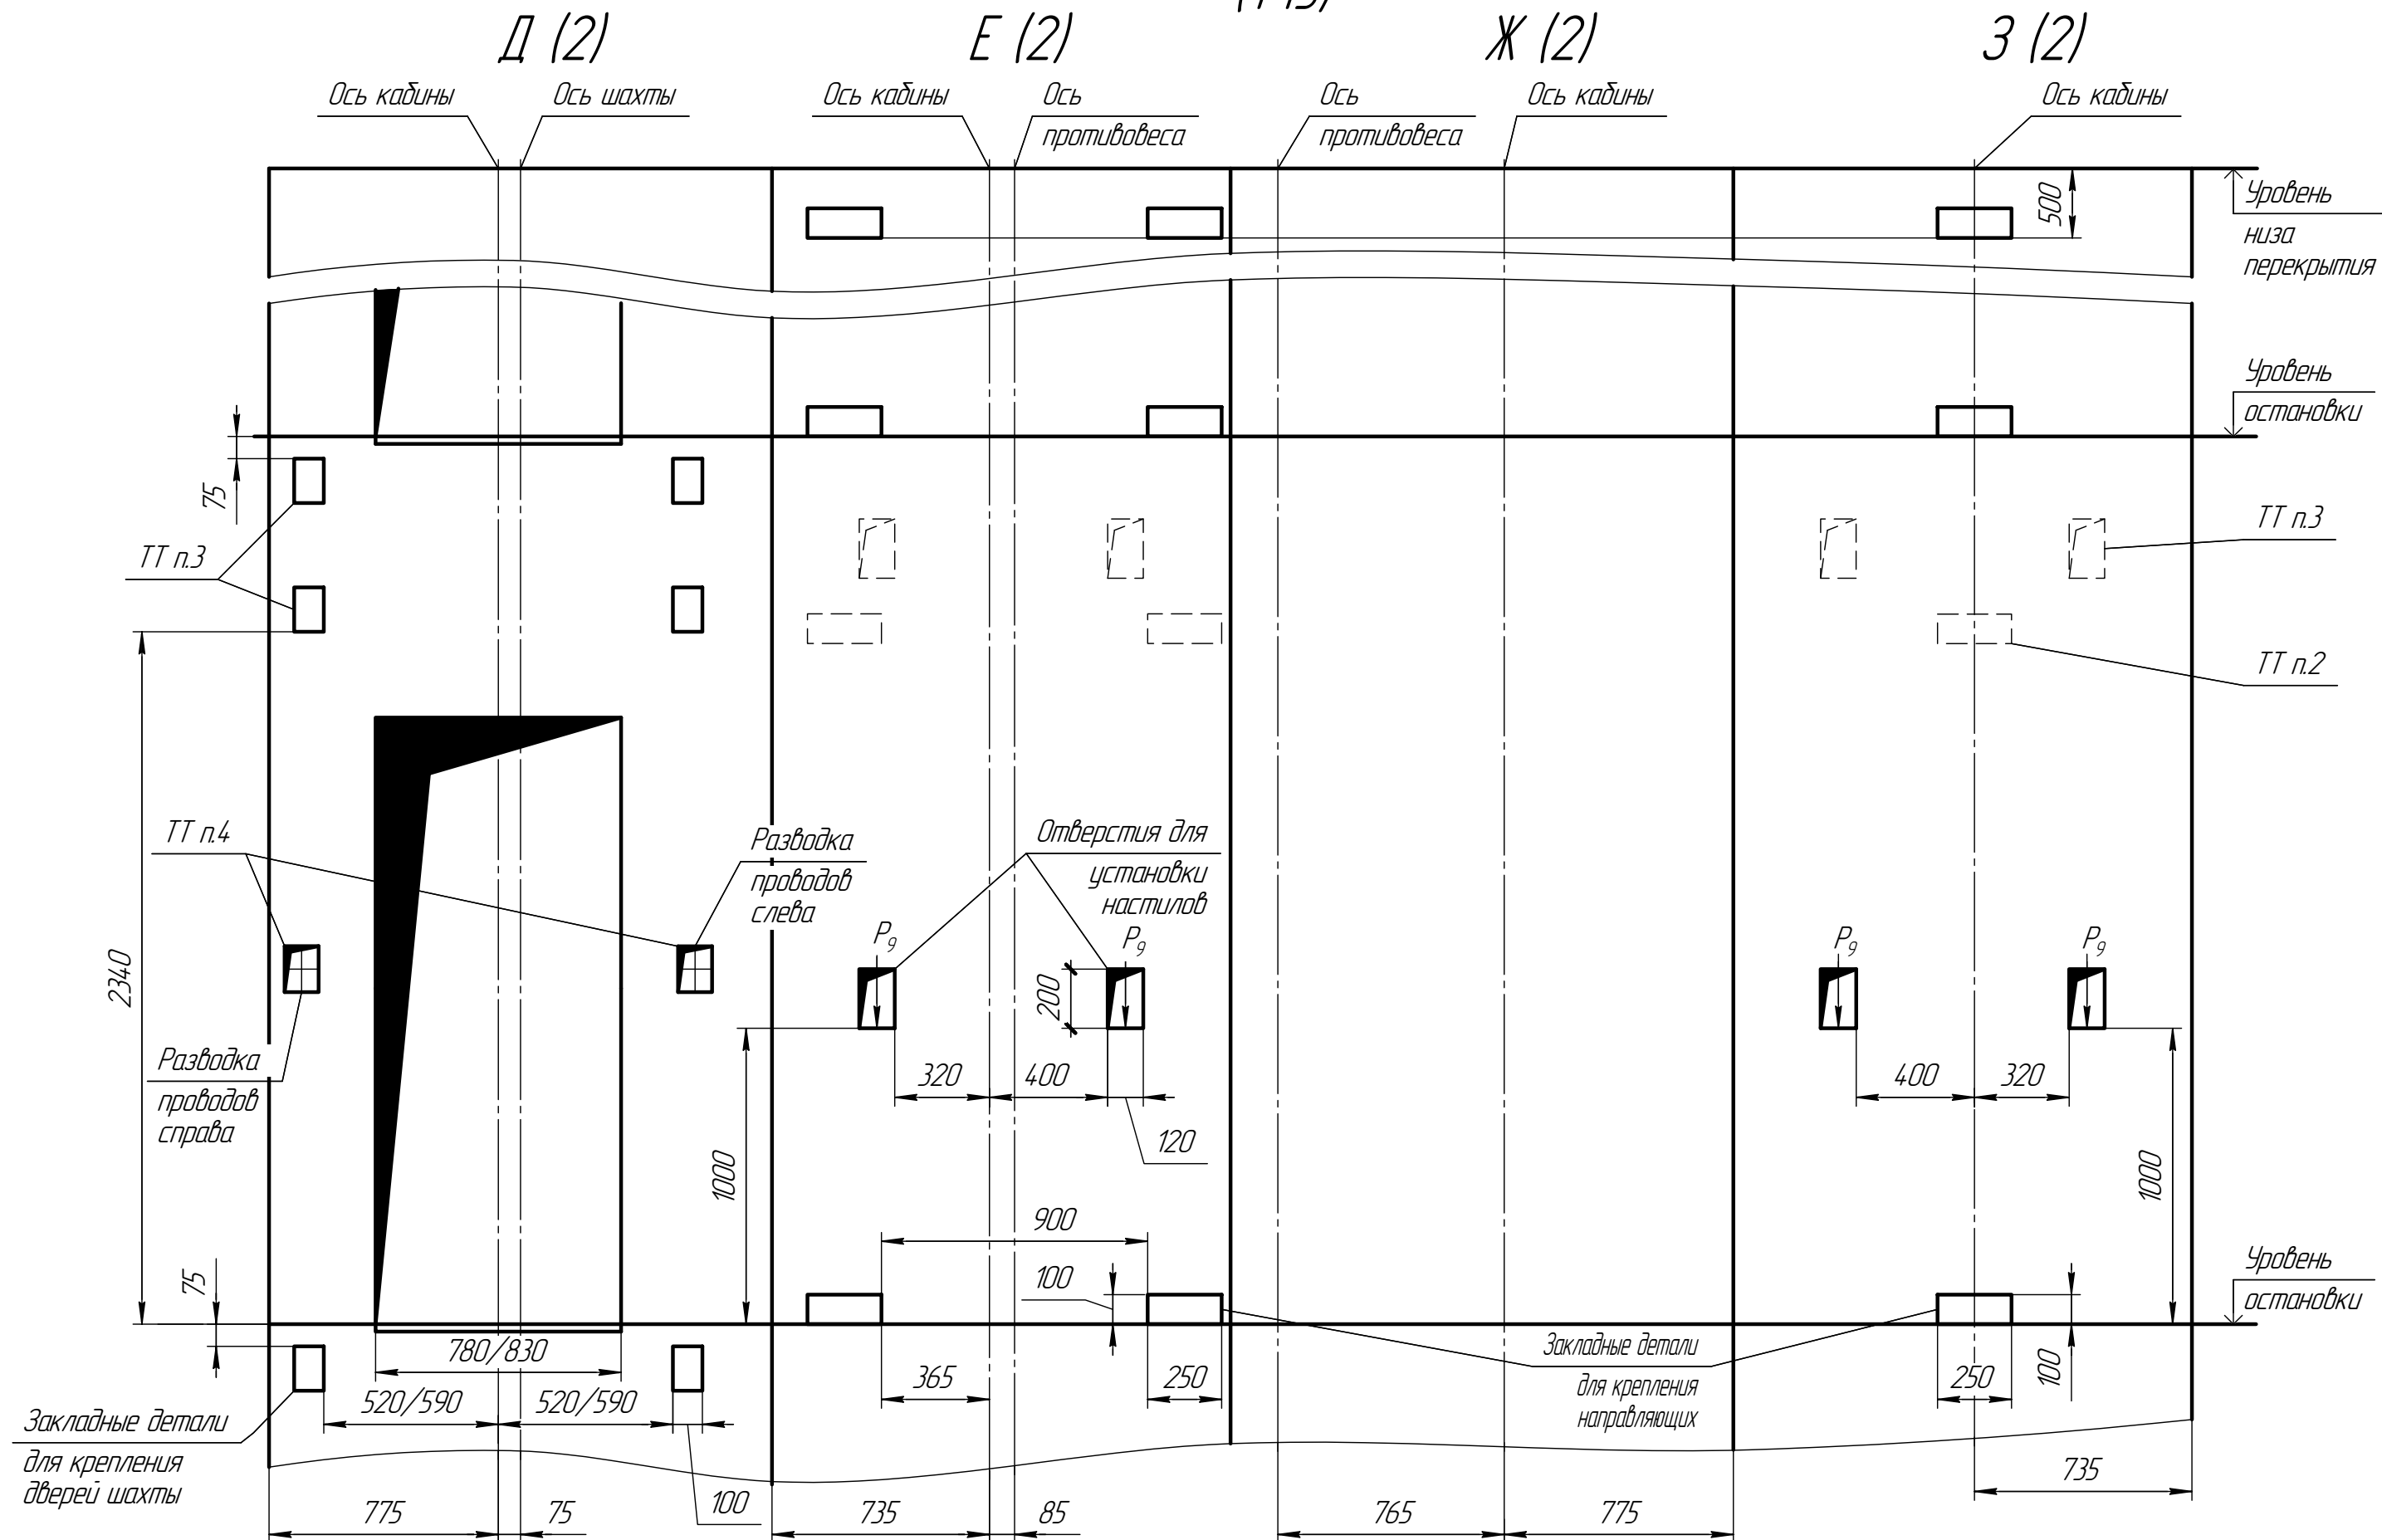 Д (2)
Е (2)
Ж (2)
З (2)
Ось кабины
Ось шахты
Ось кабины
Ось
противовеса
Ось
противовеса
Ось кабины
Ось кабины
500
Уровень
низа
перекрытия
Уровень
остановки
75
ТТ п.3
ТТ п.3
ТТ п.2
ТТ п.4
Разводка
проводов
слева
Отверстия для
установки
настилов
P9
P9
P9
P9
200
2340
Разводка
проводов
справа
320
400
400
320
120
1000
1000
900
100
75
Уровень
остановки
780/830
Закладные детали
для крепления
направляющих
365
250
250
100
520/590
520/590
Закладные детали
для крепления
дверей шахты
100
735
775
75
735
85
765
775